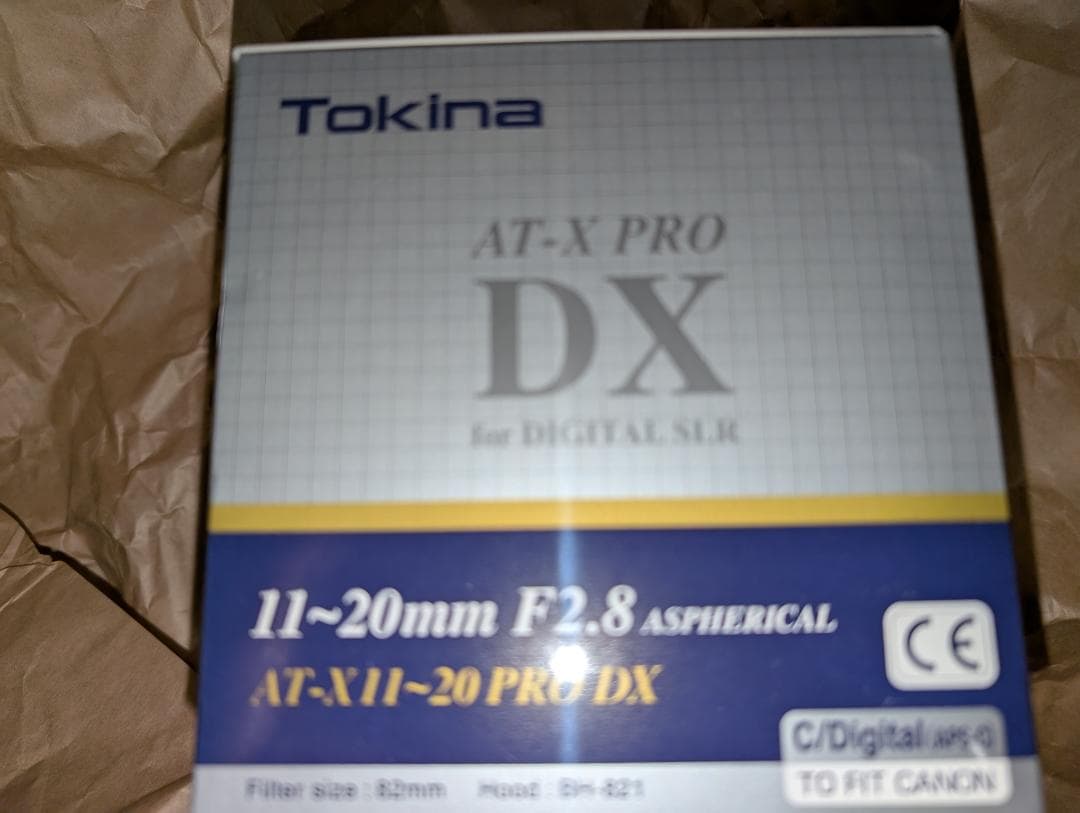 Tokina
AT-X PRO
DX
for DIGITAL SLR
11~20mm F2.8 ASPHERICAL
AT-X 11~20 PRO DX
CE
C/Digital (APS-C)
TO FIT CANON
Filter size : 82mm Hood : BH-821